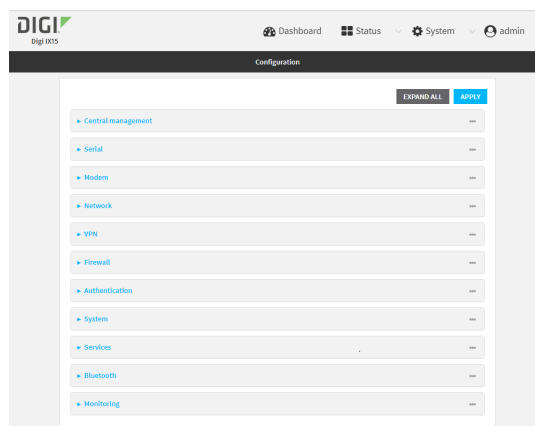 DIGI
Digi IX15
Dashboard Status System admin
Configuration
EXPAND ALL APPLY
Central management
Serial
Modem
Network
VPN
Firewall
Authentication
System
Services
Bluetooth
Monitoring